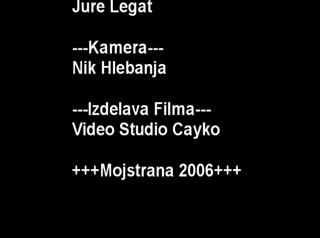 Jure Legat
---Kamera---
Nik Hlebanja
---Izdelava Filma---
Video Studio Cayko
+++Mojstrana 2006+++